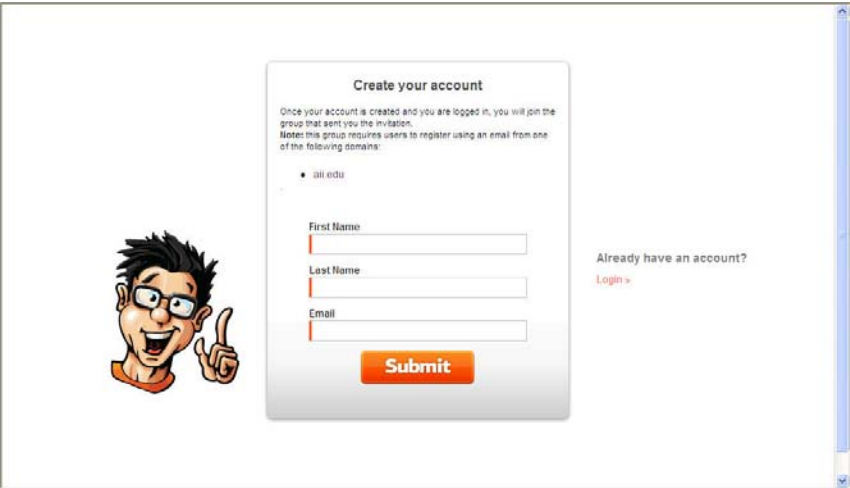 Create your account
Once your account is created and you are logged in, you will join the
group that sent you the invitation.
Note: this group requires users to register using an email from one
of the following domains:
• aii.edu
.
First Name
Last Name
Email
Submit
Already have an account?
Login »